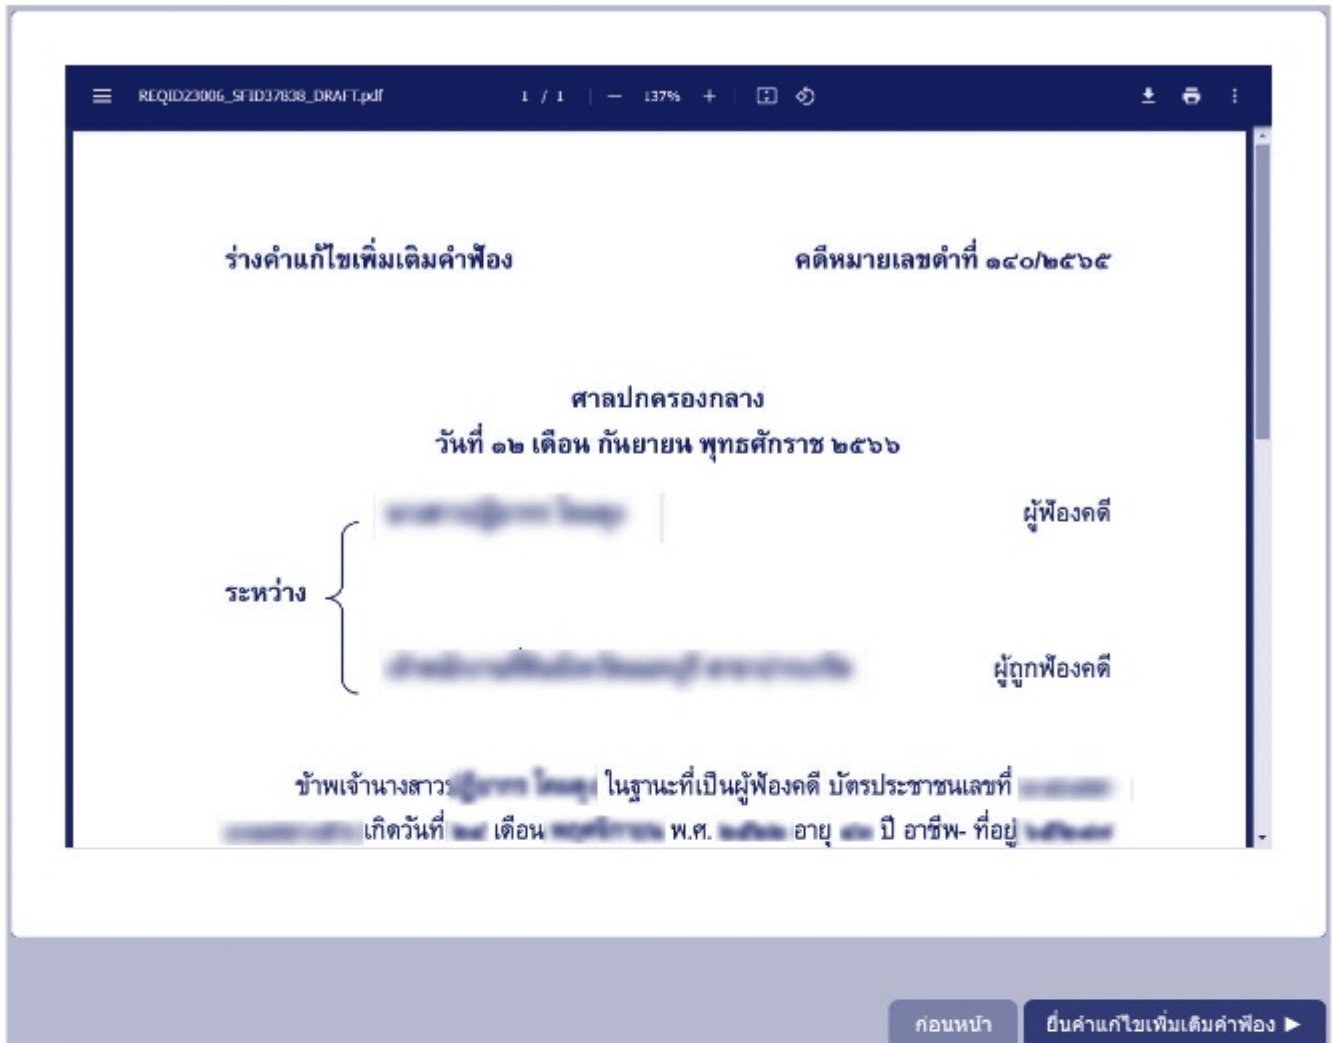 REQID23006_SFID37838_DRAFT.pdf 1 / 1 137%
ร่างคำแก้ไขเพิ่มเติมคำฟ้อง คดีหมายเลขดำที่ ๑๔๐/๒๕๖๕
ศาลปกครองกลาง
วันที่ ๑๒ เดือน กันยายน พุทธศักราช ๒๕๖๖
ผู้ฟ้องคดี
ระหว่าง
ผู้ถูกฟ้องคดี
ข้าพเจ้านางสาว ในฐานะที่เป็นผู้ฟ้องคดี บัตรประชาชนเลขที่
เกิดวันที่ เดือน พ.ศ. อายุ ปี อาชีพ- ที่อยู่
ก่อนหน้า ยื่นคำแก้ไขเพิ่มเติมคำฟ้อง